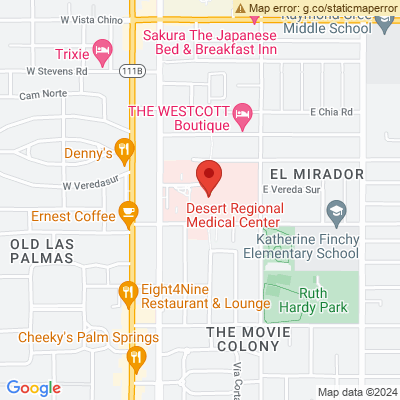 Map error: g.co/staticmaperror
W Vista Chino
Sakura The Japanese
Bed & Breakfast Inn
Middle School
Trixie
W Stevens Rd
111B
Cam Norte
THE WESTCOTT
Boutique
E Chia Rd
Denny's
W Veredasur
EL MIRADOR
E Vereda Sur
Desert Regional
Medical Center
Ernest Coffee
Katherine Finchy
Elementary School
OLD LAS
PALMAS
Eight4Nine
Restaurant & Lounge
Ruth
Hardy Park
Cheeky's Palm Springs
THE MOVIE
COLONY
Via Corta
Google
Map data ©2024